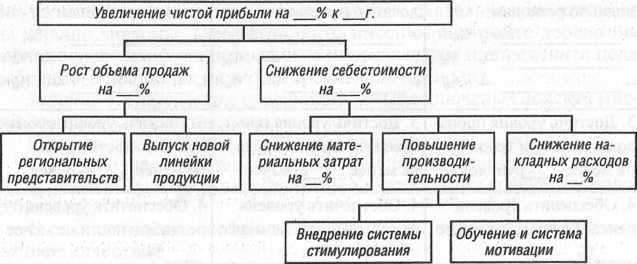 Увеличение чистой прибыли на ___% к ___г.
Рост объема продаж
на ___%
Снижение себестоимости
на ___%
Открытие
региональных
представительств
Выпуск новой
линейки
продукции
Снижение мате-
риальных затрат
на __%
Повышение
производи-
тельности
Снижение на-
кладных расходов
на __%
Внедрение системы
стимулирования
Обучение и система
мотивации